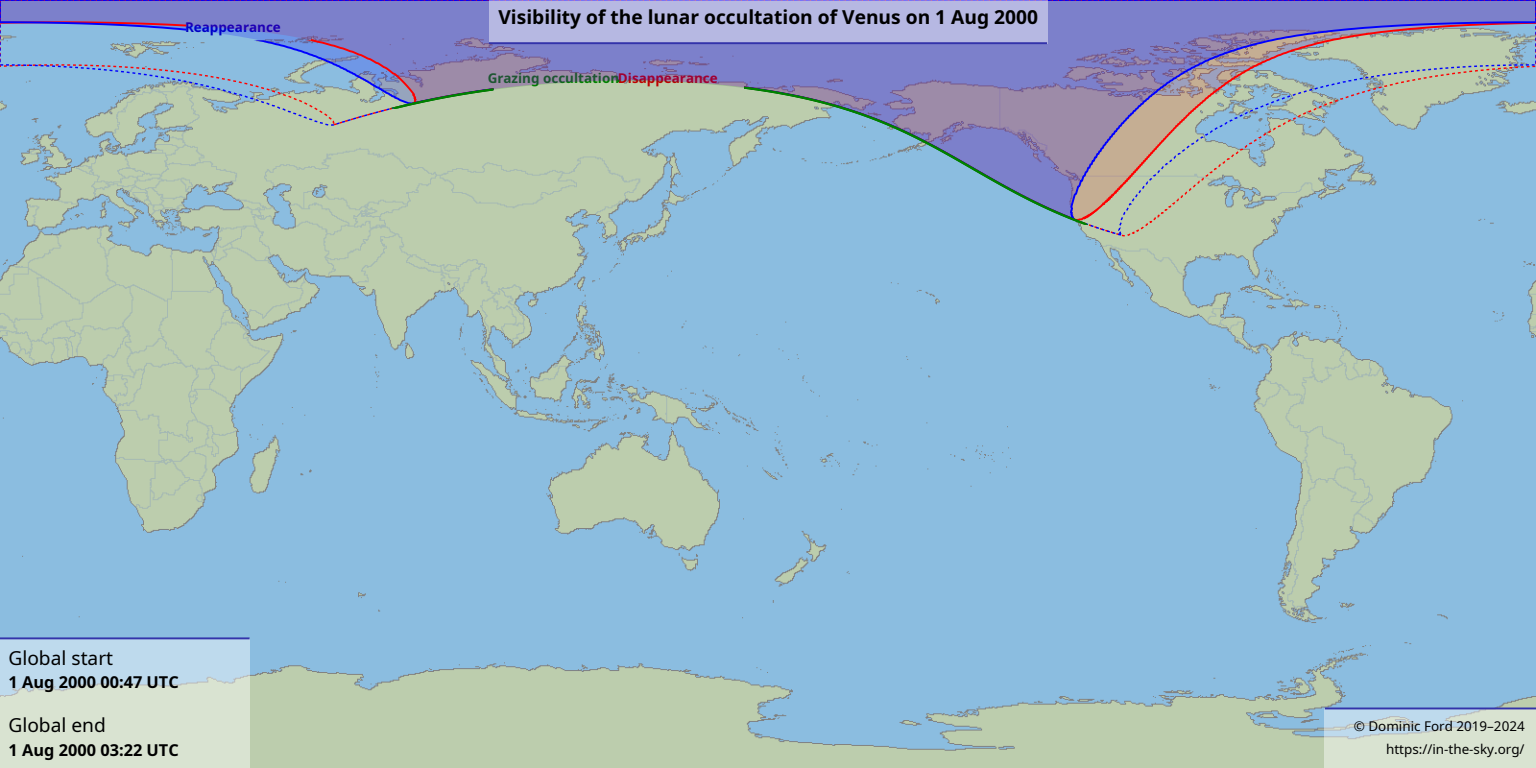 Visibility of the lunar occultation of Venus on 1 Aug 2000
Reappearance
Grazing occultation
Disappearance
Global start
1 Aug 2000 00:47 UTC
Global end
1 Aug 2000 03:22 UTC
© Dominic Ford 2019–2024
https://in-the-sky.org/